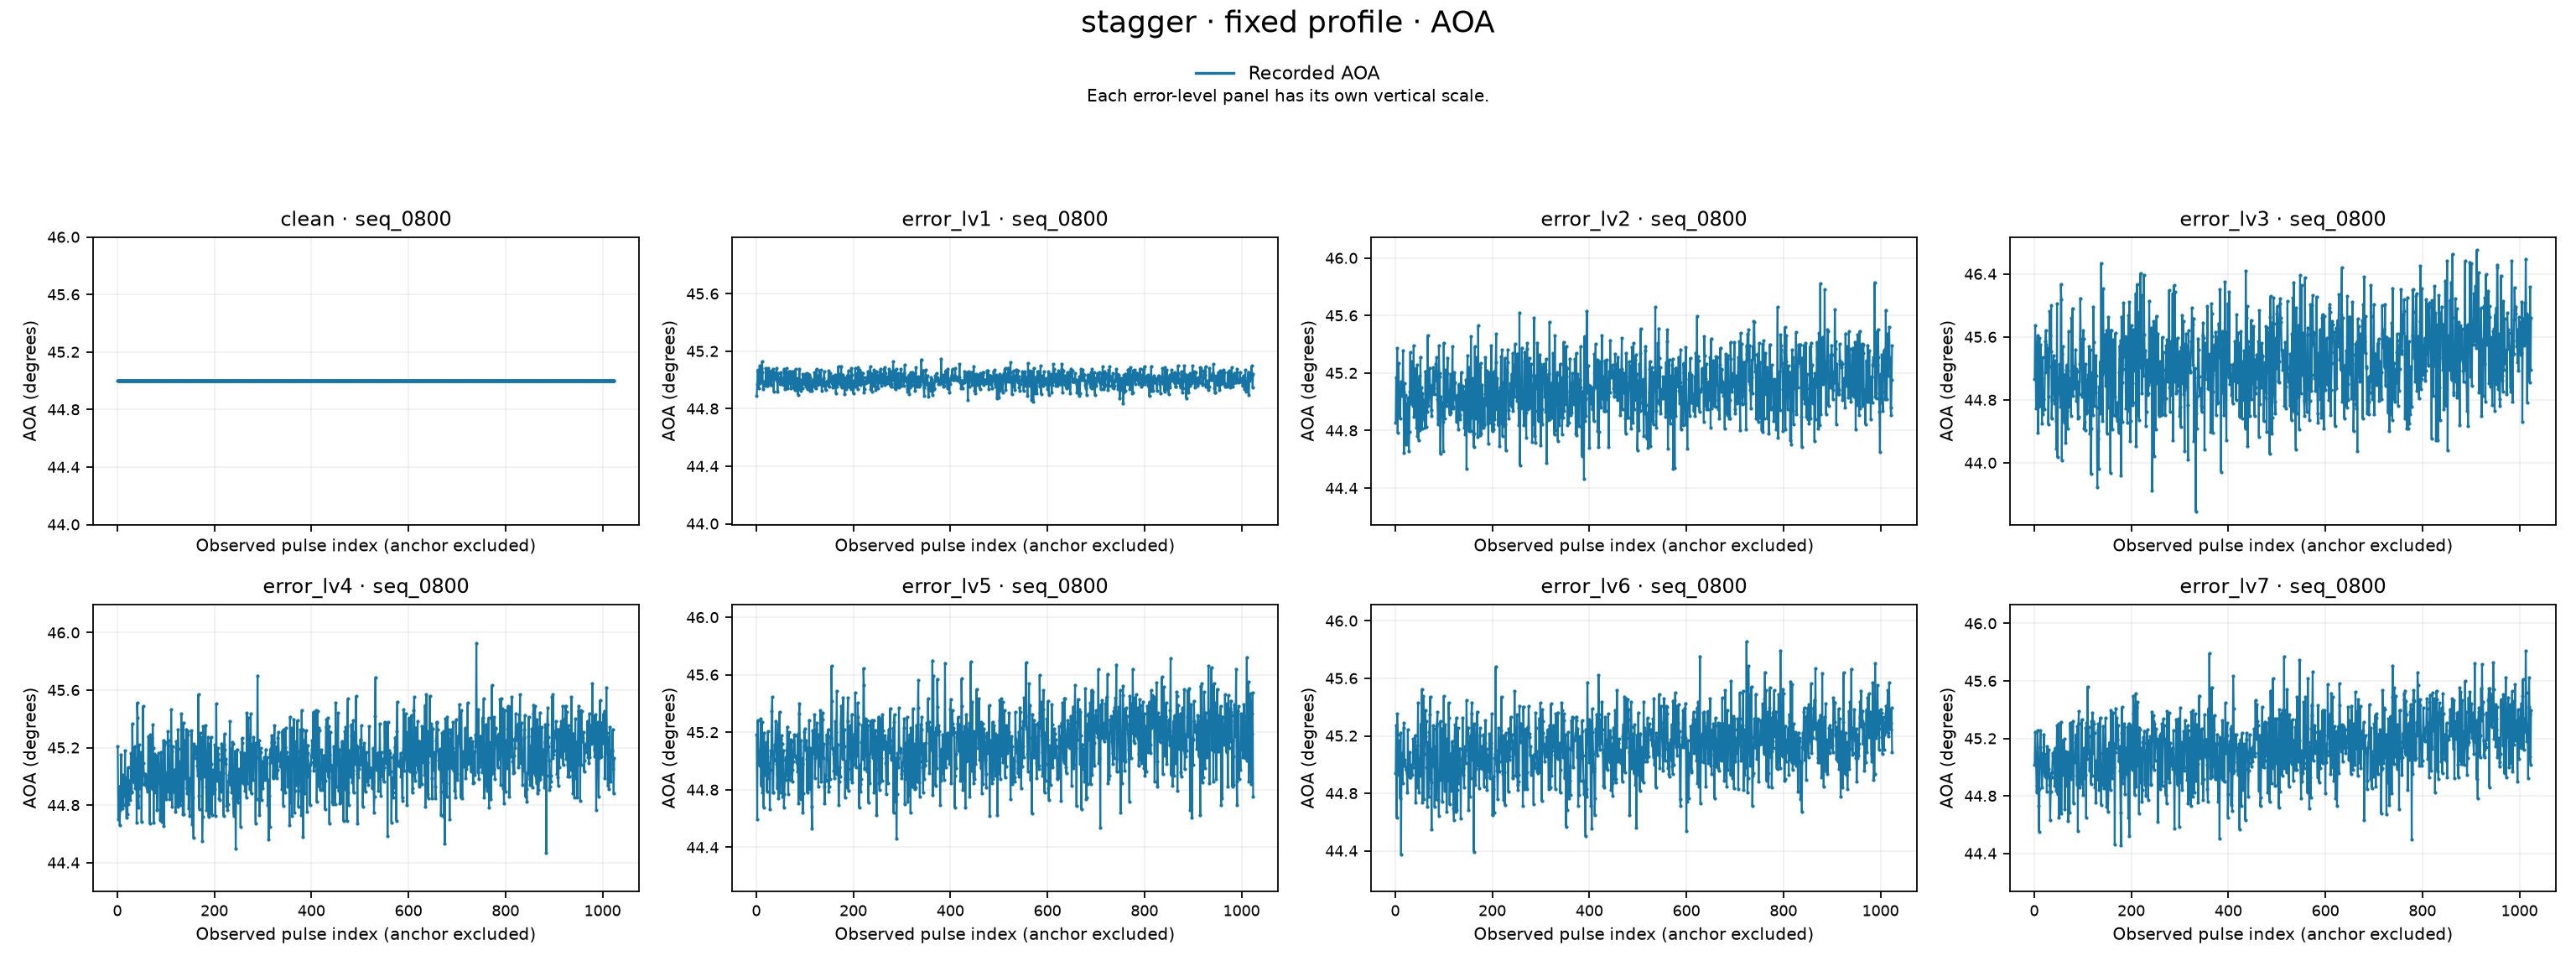 stagger · fixed profile · AOA
Recorded AOA
Each error-level panel has its own vertical scale.
clean · seq_0800
AOA (degrees)
46.0
45.6
45.2
44.8
44.4
44.0
Observed pulse index (anchor excluded)
error_lv1 · seq_0800
AOA (degrees)
45.6
45.2
44.8
44.4
44.0
Observed pulse index (anchor excluded)
error_lv2 · seq_0800
AOA (degrees)
46.0
45.6
45.2
44.8
44.4
Observed pulse index (anchor excluded)
error_lv3 · seq_0800
AOA (degrees)
46.4
45.6
44.8
44.0
Observed pulse index (anchor excluded)
error_lv4 · seq_0800
AOA (degrees)
46.0
45.6
45.2
44.8
44.4
0 200 400 600 800 1000
Observed pulse index (anchor excluded)
error_lv5 · seq_0800
AOA (degrees)
46.0
45.6
45.2
44.8
44.4
0 200 400 600 800 1000
Observed pulse index (anchor excluded)
error_lv6 · seq_0800
AOA (degrees)
46.0
45.6
45.2
44.8
44.4
0 200 400 600 800 1000
Observed pulse index (anchor excluded)
error_lv7 · seq_0800
AOA (degrees)
46.0
45.6
45.2
44.8
44.4
0 200 400 600 800 1000
Observed pulse index (anchor excluded)